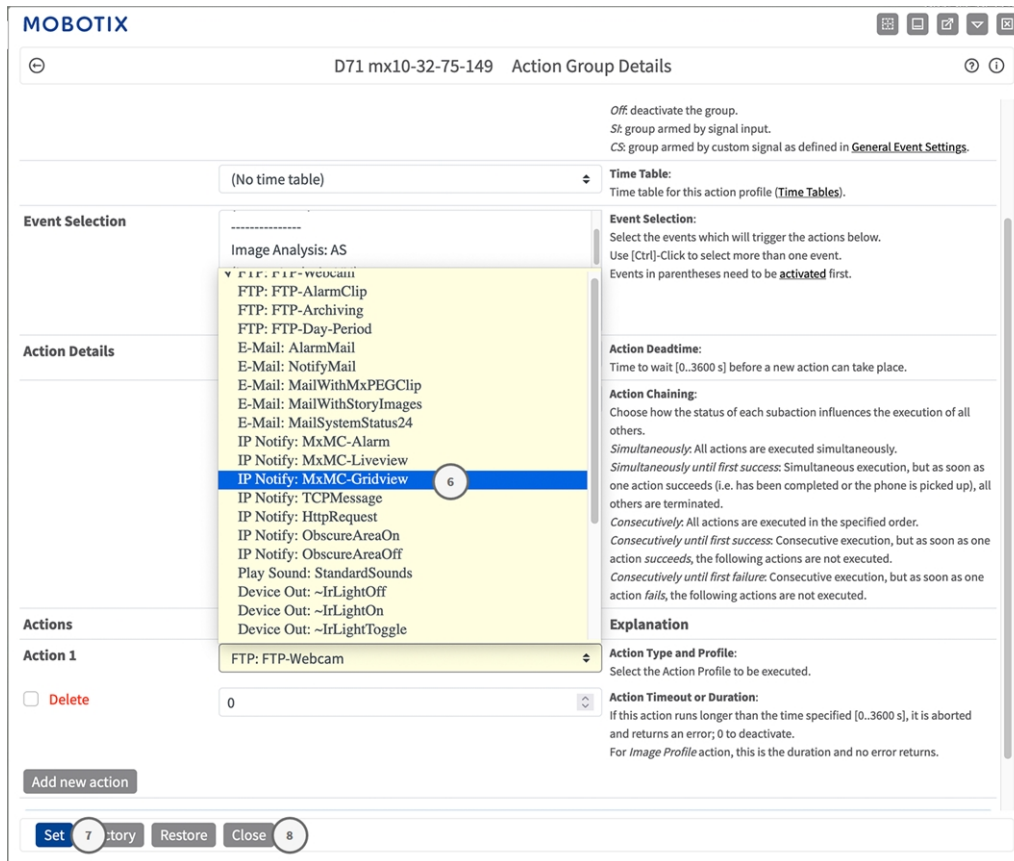 MOBOTIX
D71 mx10-32-75-149 Action Group Details
Off: deactivate the group.
SI: group armed by signal input.
CS: group armed by custom signal as defined in General Event Settings.
(No time table)
Time Table:
Time table for this action profile (Time Tables).
Event Selection
---------------
Image Analysis: AS
Event Selection:
Select the events which will trigger the actions below.
Use [Ctrl]-Click to select more than one event.
Events in parentheses need to be activated first.
FTP: FTP-Webcam
FTP: FTP-AlarmClip
FTP: FTP-Archiving
FTP: FTP-Day-Period
E-Mail: AlarmMail
E-Mail: NotifyMail
E-Mail: MailWithMxPEGClip
E-Mail: MailWithStoryImages
E-Mail: MailSystemStatus24
IP Notify: MxMC-Alarm
IP Notify: MxMC-Liveview
IP Notify: MxMC-Gridview
6
IP Notify: TCPMessage
IP Notify: HttpRequest
IP Notify: ObscureAreaOn
IP Notify: ObscureAreaOff
Play Sound: StandardSounds
Device Out: ~IrLightOff
Device Out: ~IrLightOn
Device Out: ~IrLightToggle
Action Details
Action Deadtime:
Time to wait [0..3600 s] before a new action can take place.
Action Chaining:
Choose how the status of each subaction influences the execution of all
others.
Simultaneously: All actions are executed simultaneously.
Simultaneously until first success: Simultaneous execution, but as soon as
one action succeeds (i.e. has been completed or the phone is picked up), all
others are terminated.
Consecutively: All actions are executed in the specified order.
Consecutively until first success: Consecutive execution, but as soon as one
action succeeds, the following actions are not executed.
Consecutively until first failure: Consecutive execution, but as soon as one
action fails, the following actions are not executed.
Actions
Explanation
Action 1
FTP: FTP-Webcam
Action Type and Profile:
Select the Action Profile to be executed.
Delete
0
Action Timeout or Duration:
If this action runs longer than the time specified [0..3600 s], it is aborted
and returns an error; 0 to deactivate.
For Image Profile action, this is the duration and no error returns.
Add new action
Set 7 tory Restore Close 8